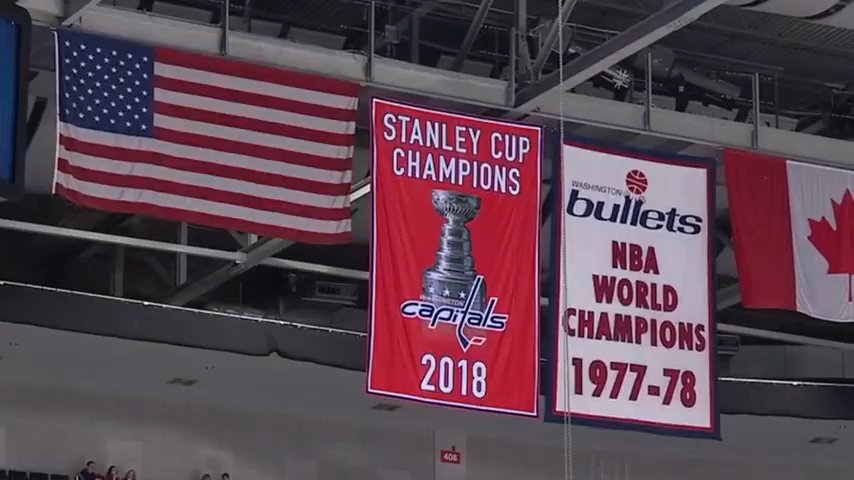 STANLEY CUP
CHAMPIONS
WASHINGTON
capitals
2018
WASHINGTON
bullets
NBA
WORLD
CHAMPIONS
1977-78
408